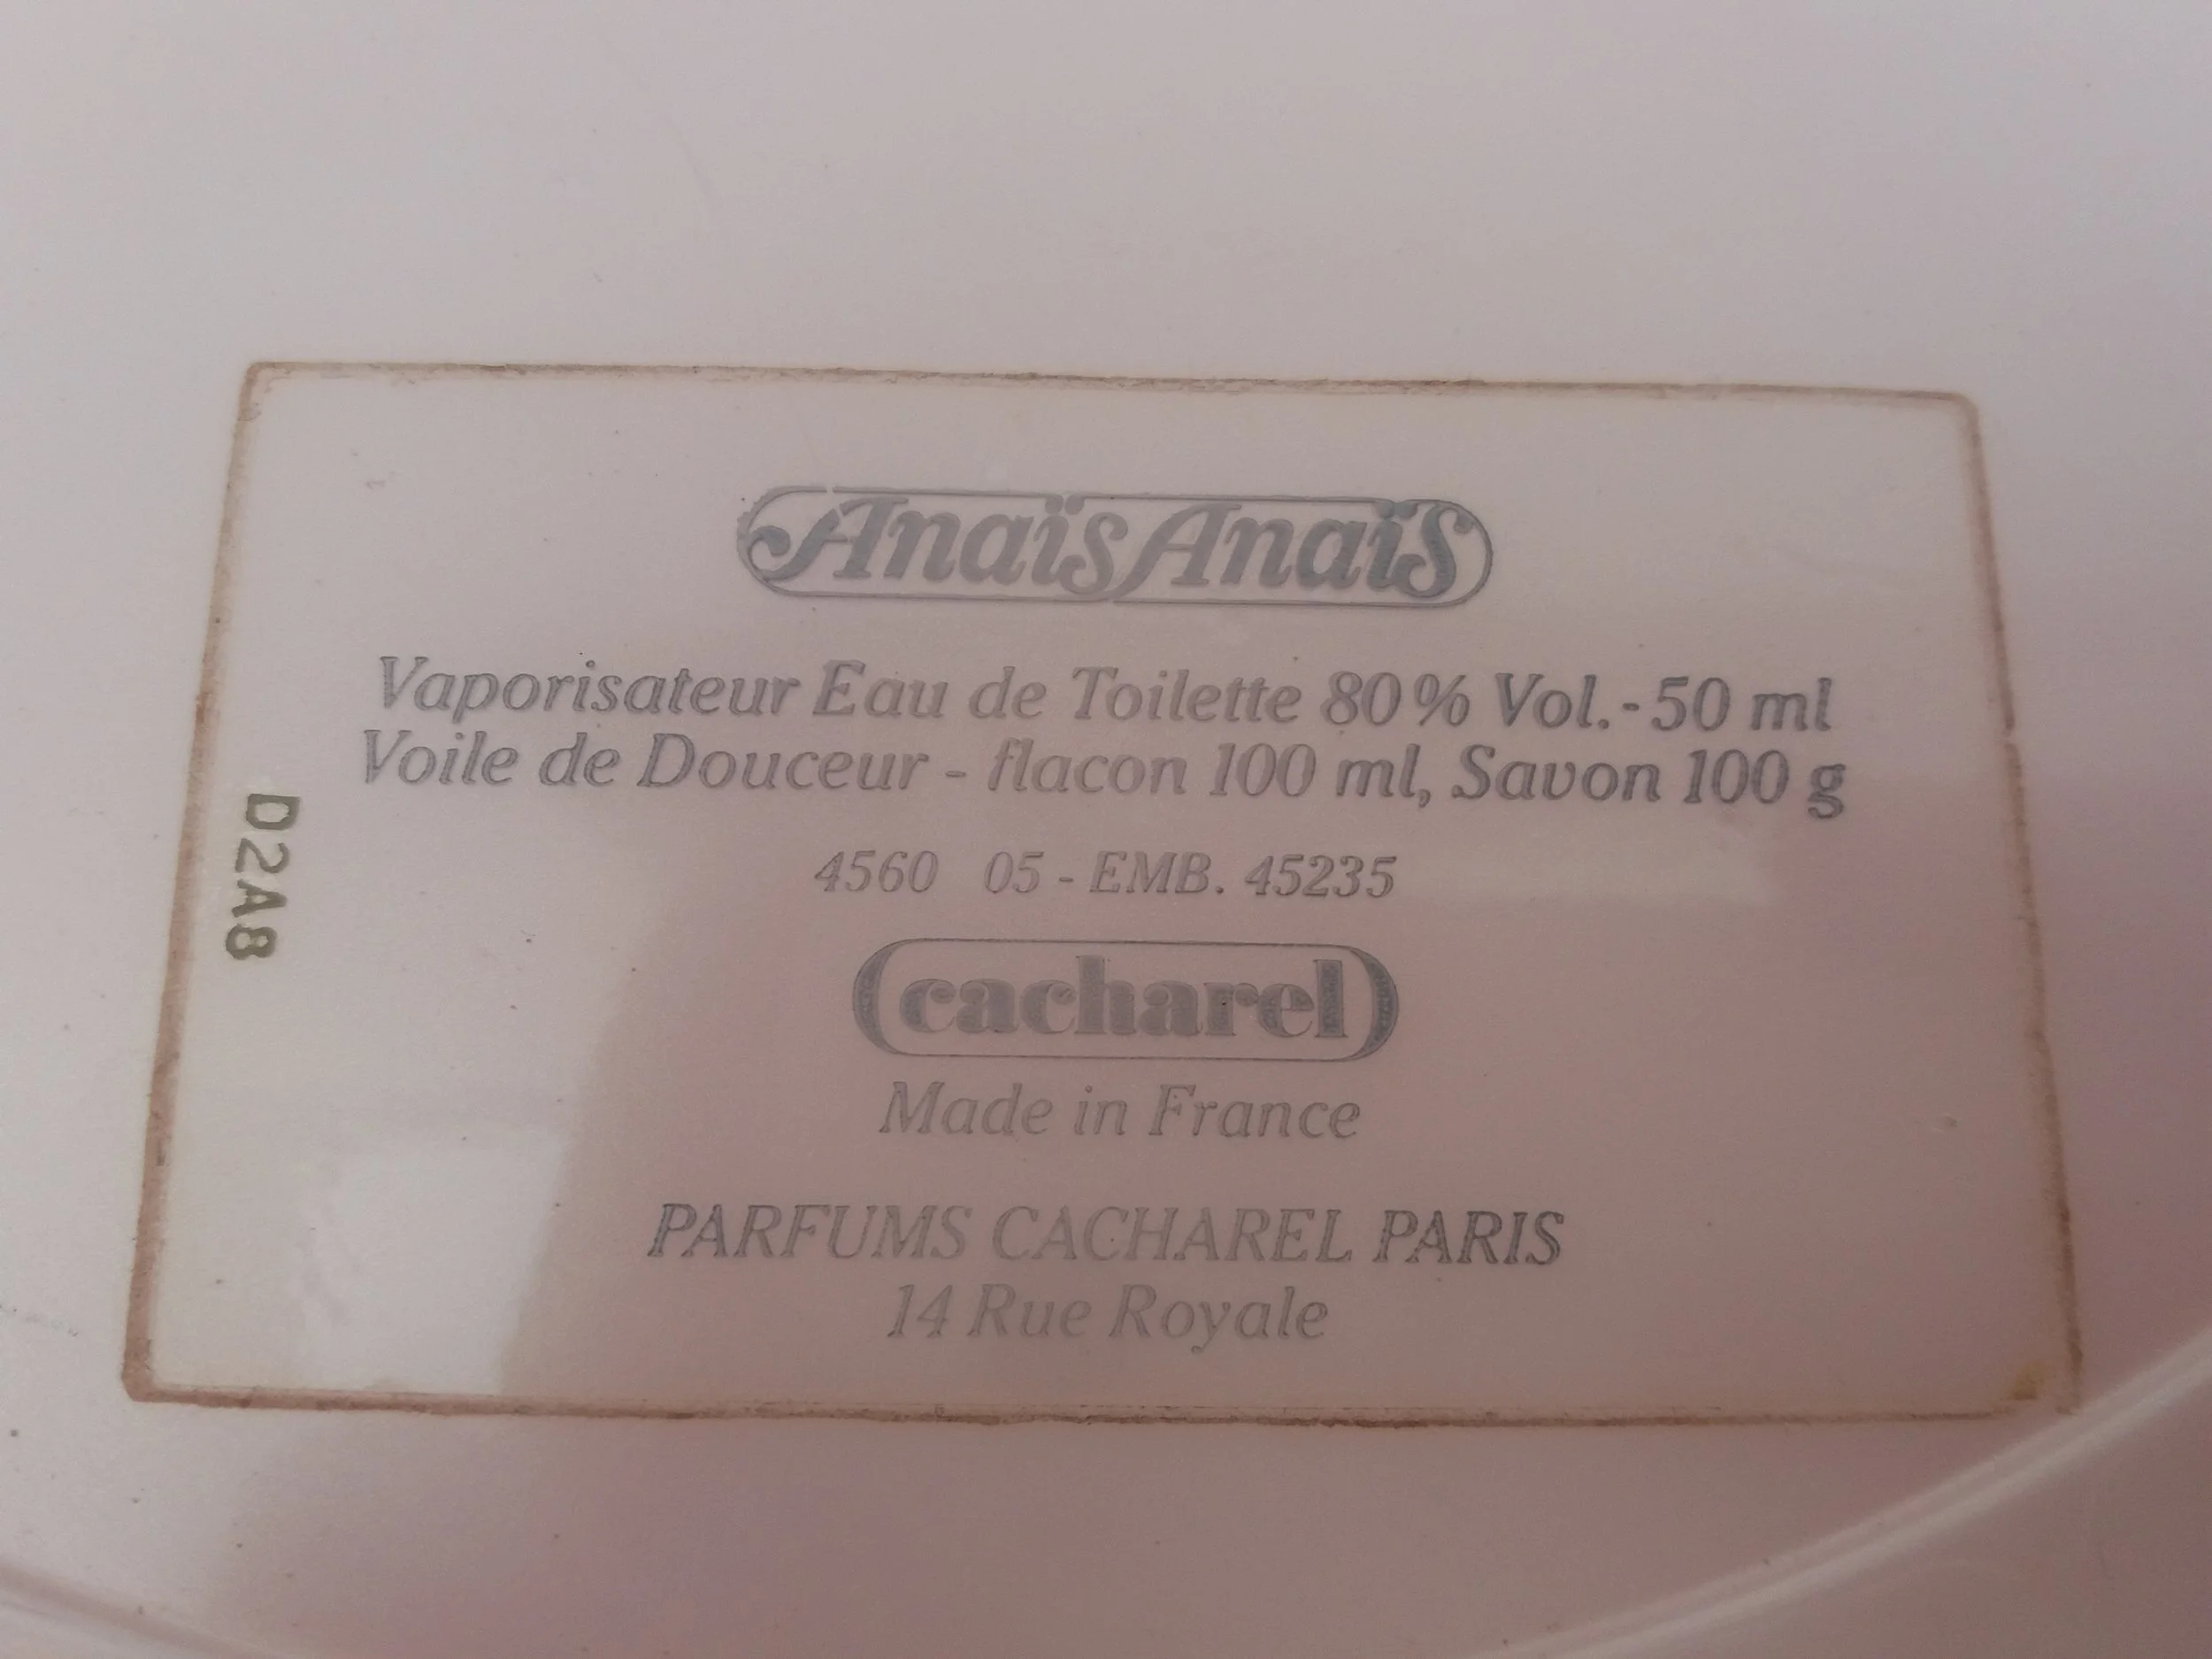 Anaïs Anaïs
Vaporisateur Eau de Toilette 80% Vol.-50 ml
Voile de Douceur - flacon 100 ml, Savon 100 g
4560 05 - EMB. 45235
D2A8
cacharel
Made in France
PARFUMS CACHAREL PARIS
14 Rue Royale